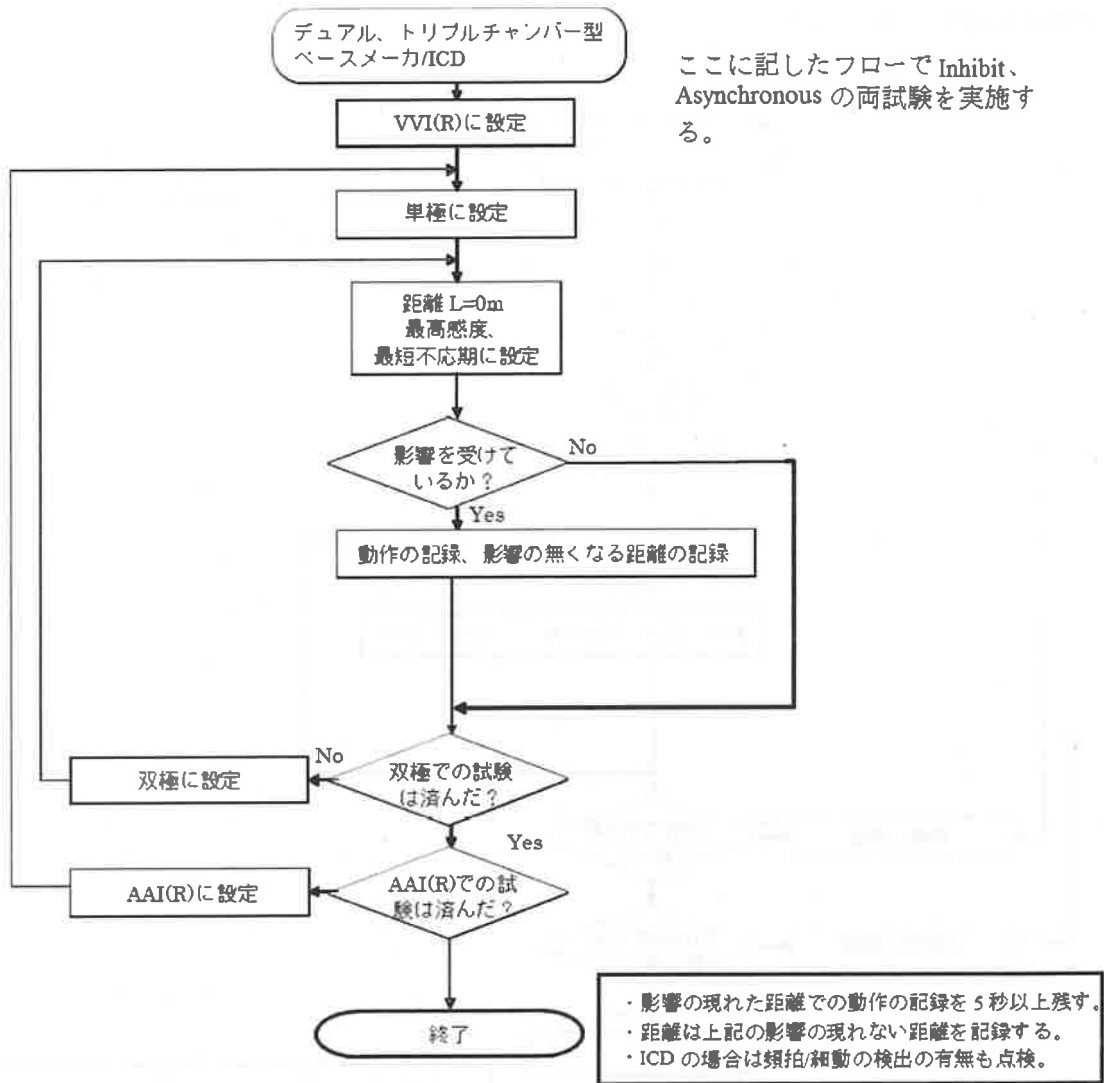 デュアル、トリプルチャンバー型
ペースメーカ/ICD
ここに記したフローで Inhibit、
Asynchronous の両試験を実施す
る。
VVI(R)に設定
単極に設定
距離 L=0m
最高感度、
最短不応期に設定
影響を受けて
いるか?
No
Yes
動作の記録、影響の無くなる距離の記録
双極での試験
は済んだ?
No
双極に設定
Yes
AAI(R)での試
験は済んだ?
AAI(R)に設定
終了
・影響の現れた距離での動作の記録を 5 秒以上残す。
・距離は上記の影響の現れない距離を記録する。
・ICD の場合は頻拍/細動の検出の有無も点検。